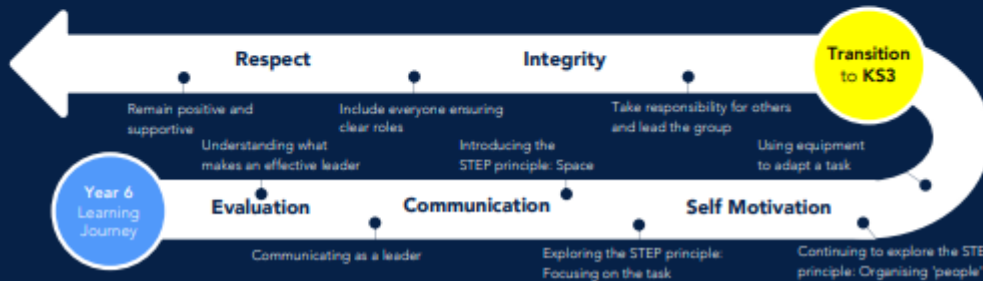 Respect
Integrity
Transition
to KS3
Remain positive and
supportive
Include everyone ensuring
clear roles
Take responsibility for others
and lead the group
Understanding what
makes an effective leader
Introducing the
STEP principle: Space
Using equipment
to adapt a task
Year 6
Learning
Journey
Evaluation
Communication
Self Motivation
Communicating as a leader
Exploring the STEP principle:
Focusing on the task
Continuing to explore the STE
principle: Organising 'people'